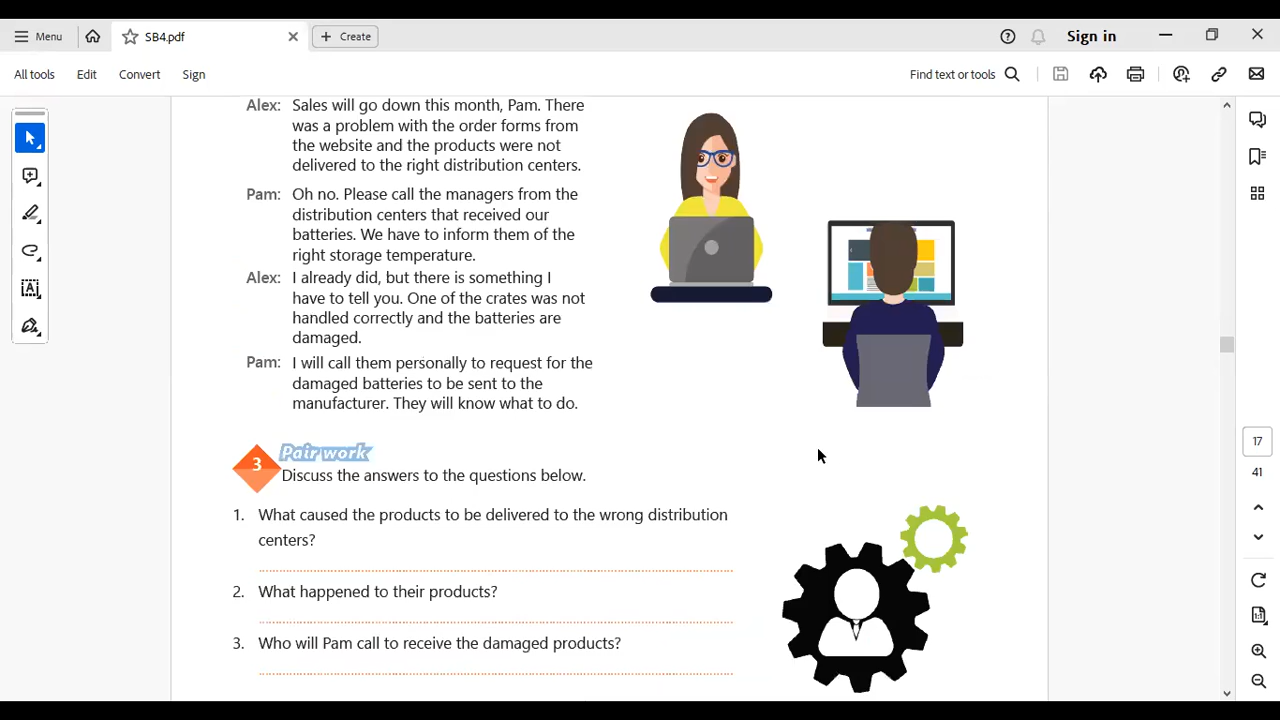 Menu
SB4.pdf
Create
Sign in
All tools
Edit
Convert
Sign
Find text or tools
Alex: Sales will go down this month, Pam. There
was a problem with the order forms from
the website and the products were not
delivered to the right distribution centers.
Pam: Oh no. Please call the managers from the
distribution centers that received our
batteries. We have to inform them of the
right storage temperature.
Alex: I already did, but there is something I
have to tell you. One of the crates was not
handled correctly and the batteries are
damaged.
Pam: I will call them personally to request for the
damaged batteries to be sent to the
manufacturer. They will know what to do.
3 Pair work
Discuss the answers to the questions below.
1. What caused the products to be delivered to the wrong distribution
centers?
2. What happened to their products?
3. Who will Pam call to receive the damaged products?
17
41